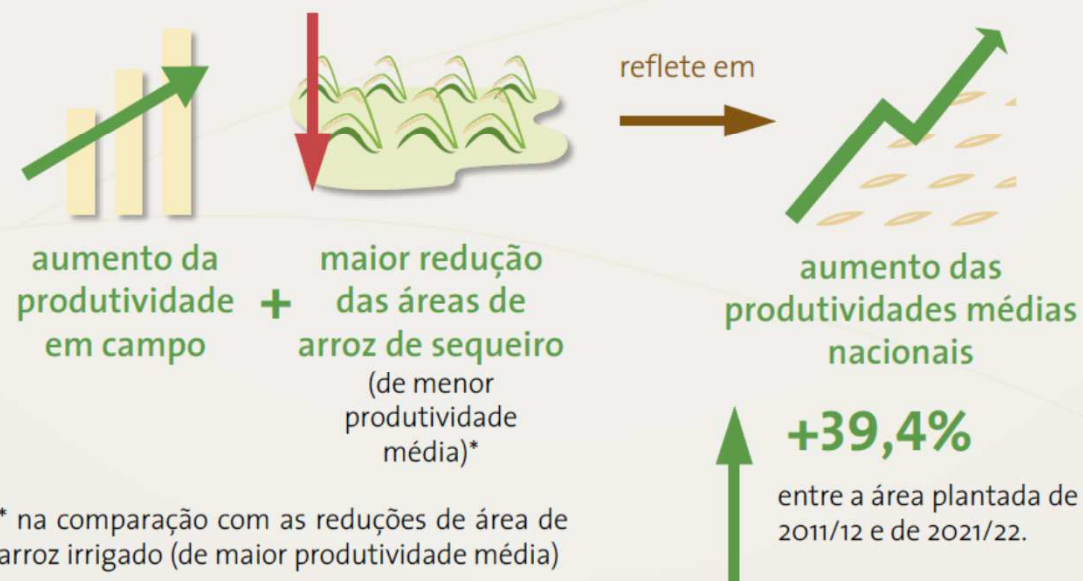 aumento da
produtividade
em campo
+
maior redução
das áreas de
arroz de sequeiro
(de menor
produtividade
média)*
reflete em
aumento das
produtividades médias
nacionais
+39,4%
entre a área plantada de
2011/12 e de 2021/22.
* na comparação com as reduções de área de
arroz irrigado (de maior produtividade média)